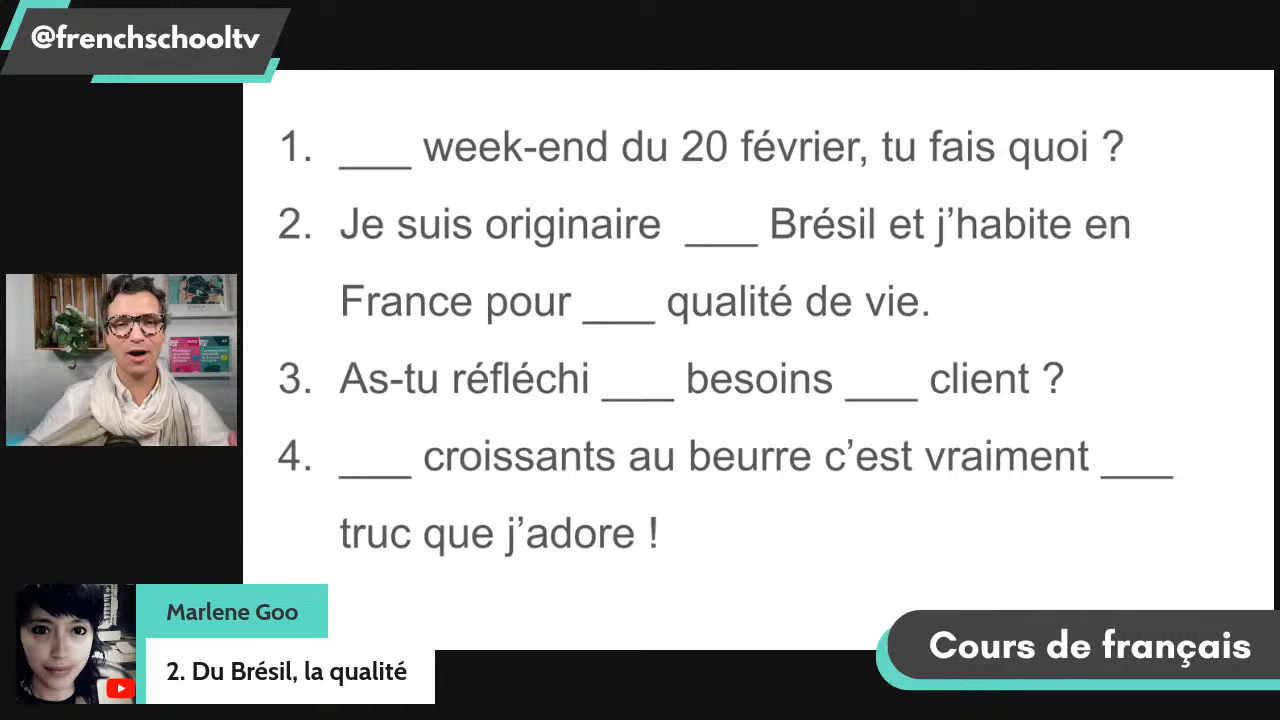 @frenchschooltv
1. ___ week-end du 20 février, tu fais quoi ?
2. Je suis originaire ___ Brésil et j’habite en
France pour ___ qualité de vie.
3. As-tu réfléchi ___ besoins ___ client ?
4. ___ croissants au beurre c’est vraiment ___
truc que j’adore !
Marlene Goo
2. Du Brésil, la qualité
Cours de français